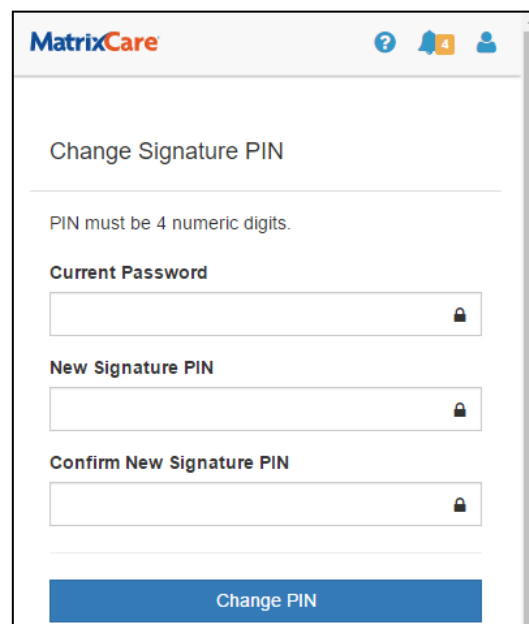 MatrixCare
? 4
Change Signature PIN
PIN must be 4 numeric digits.
Current Password
New Signature PIN
Confirm New Signature PIN
Change PIN